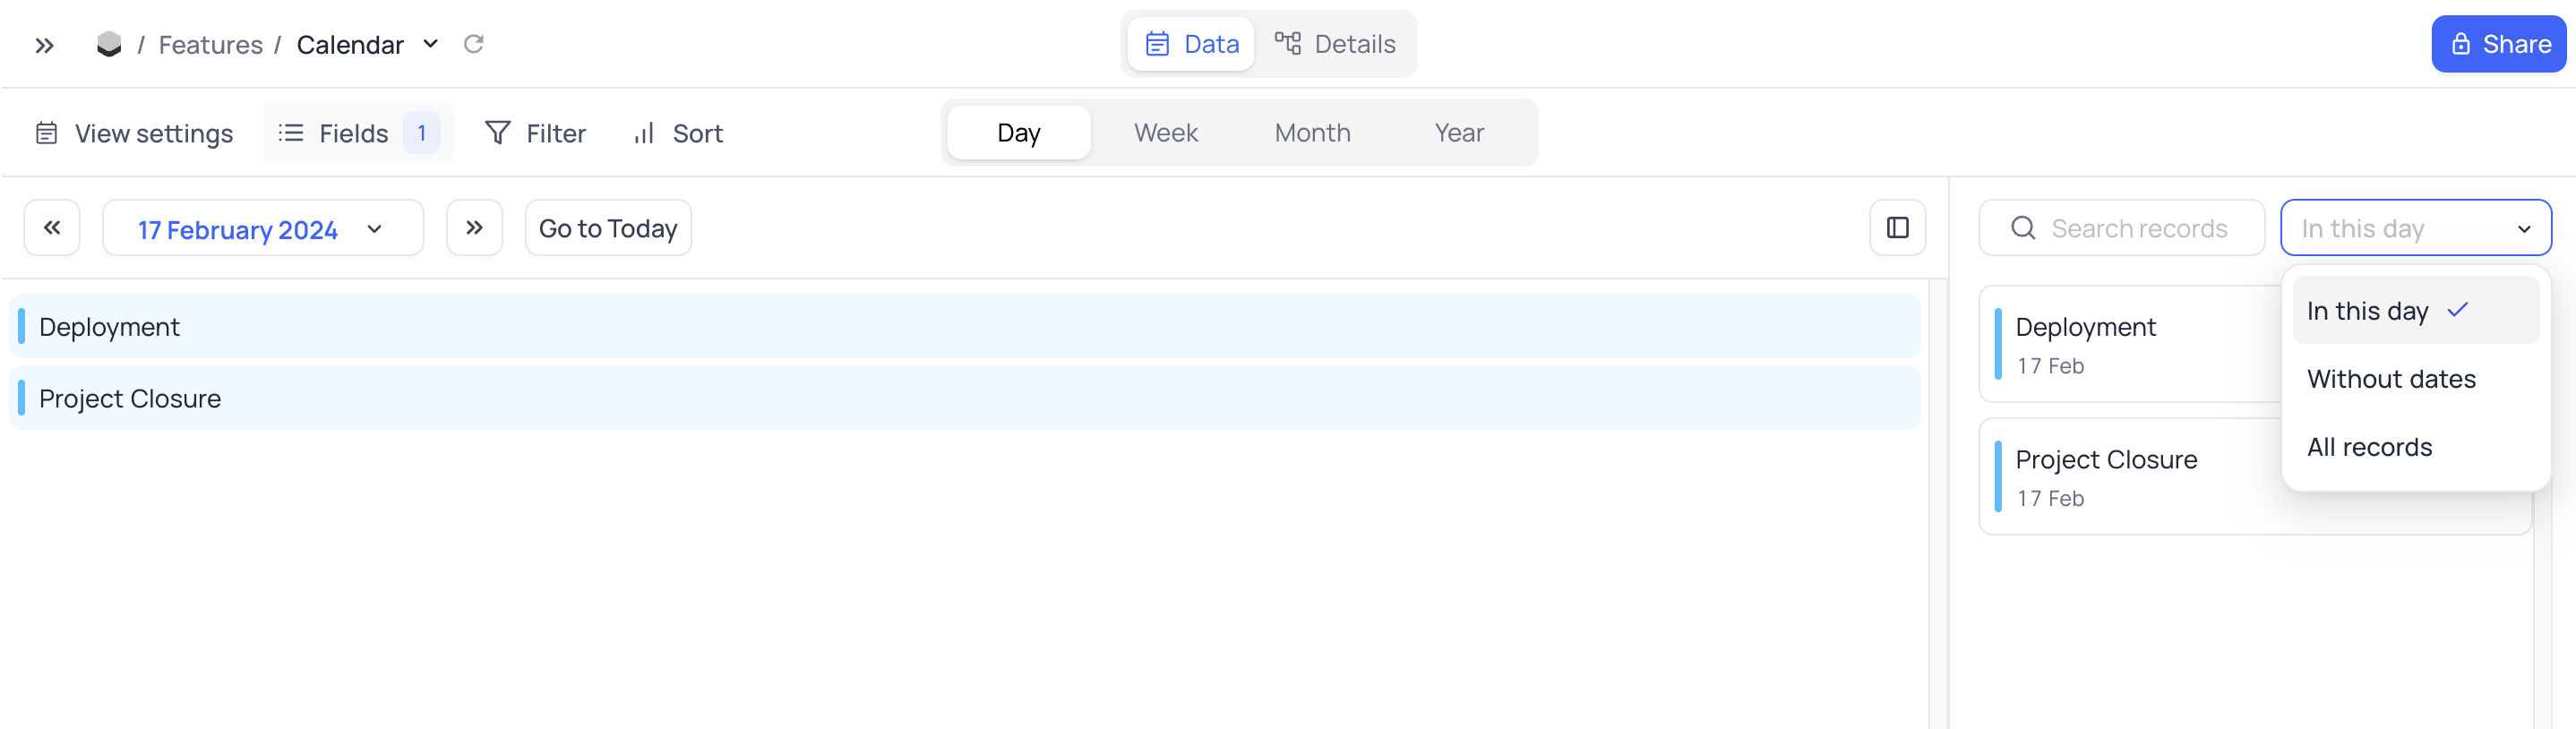 / Features / Calendar
Data
Details
Share
View settings
Fields 1
Filter
Sort
Day
Week
Month
Year
17 February 2024
Go to Today
Search records
In this day
Deployment
Project Closure
Deployment
17 Feb
Project Closure
17 Feb
In this day
Without dates
All records